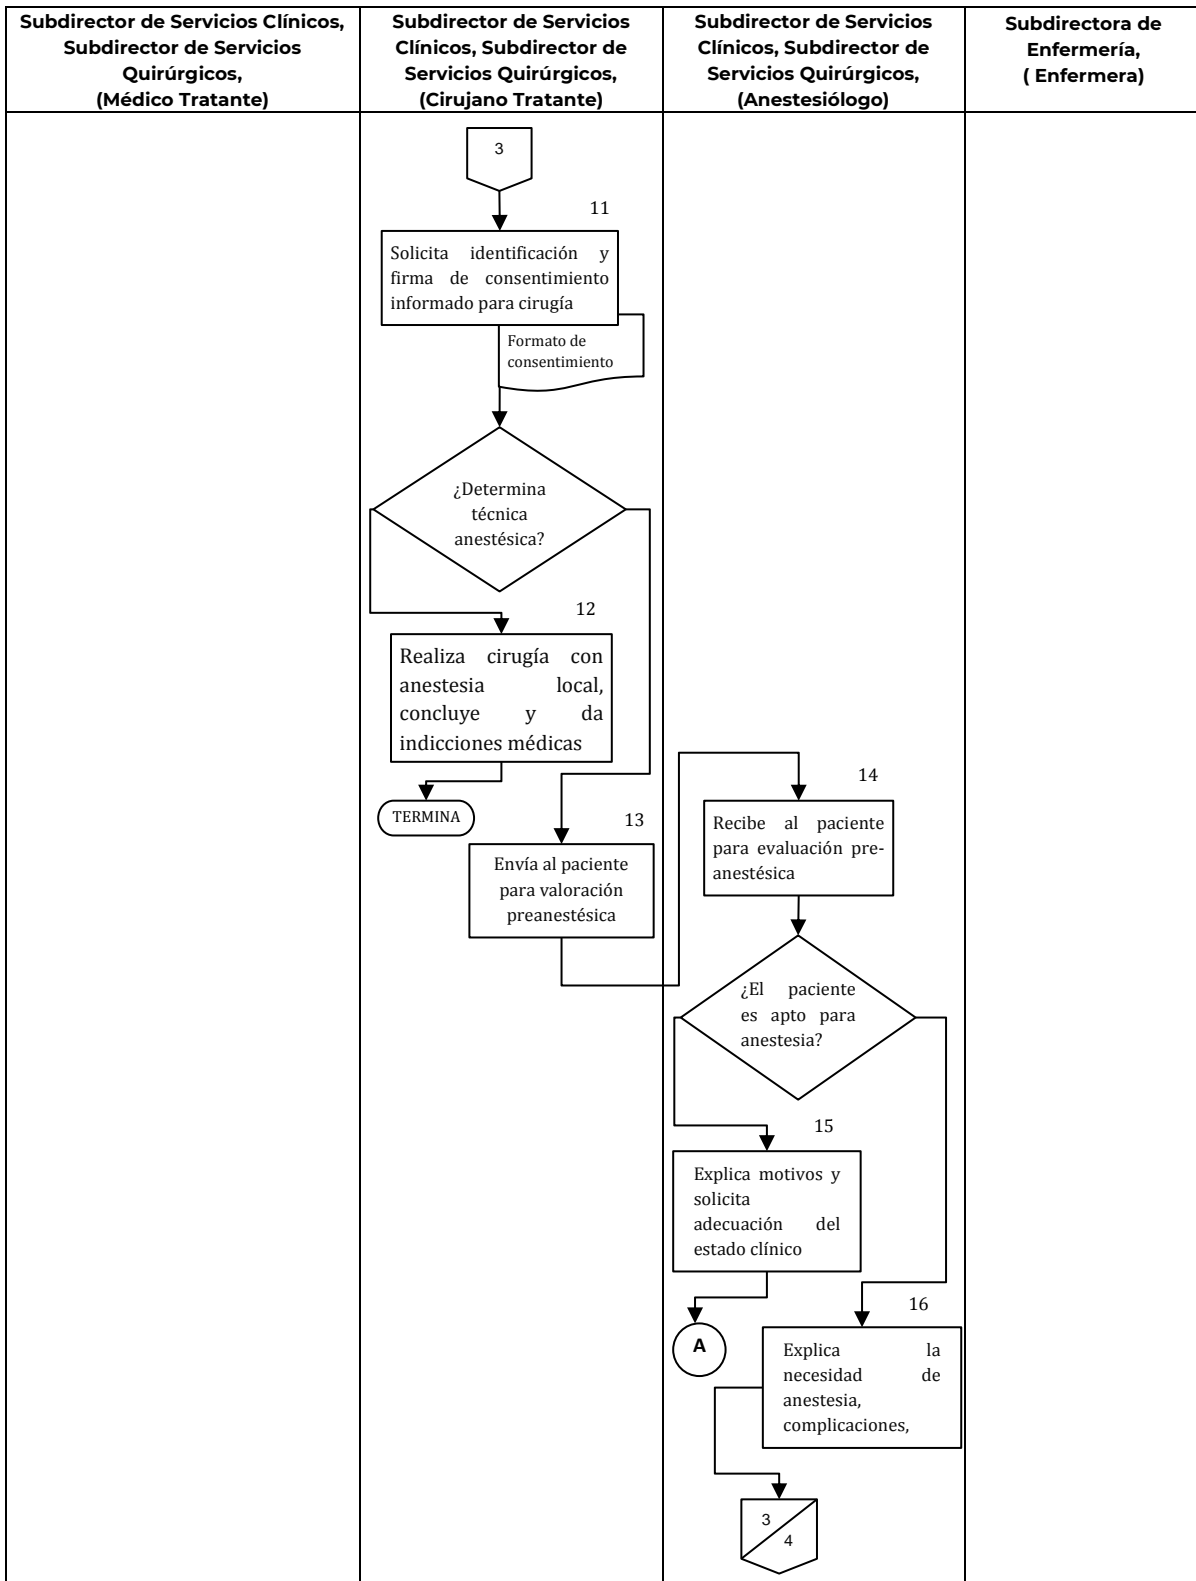 Subdirector de Servicios Clínicos,
Subdirector de Servicios
Quirúrgicos,
(Médico Tratante)
Subdirector de Servicios
Clínicos, Subdirector de
Servicios Quirúrgicos,
(Cirujano Tratante)
Subdirector de Servicios
Clínicos, Subdirector de
Servicios Quirúrgicos,
(Anestesiólogo)
Subdirectora de
Enfermería,
( Enfermera)
3
11
Solicita identificación y
firma de consentimiento
informado para cirugía
Formato de
consentimiento
¿Determina
técnica
anestésica?
12
Realiza cirugía con
anestesia local,
concluye y da
indicciones médicas
TERMINA
13
Envía al paciente
para valoración
preanestésica
14
Recibe al paciente
para evaluación pre-
anestésica
¿El paciente
es apto para
anestesia?
15
Explica motivos y
solicita
adecuación del
estado clínico
A
16
Explica la
necesidad de
anestesia,
complicaciones,
3
4